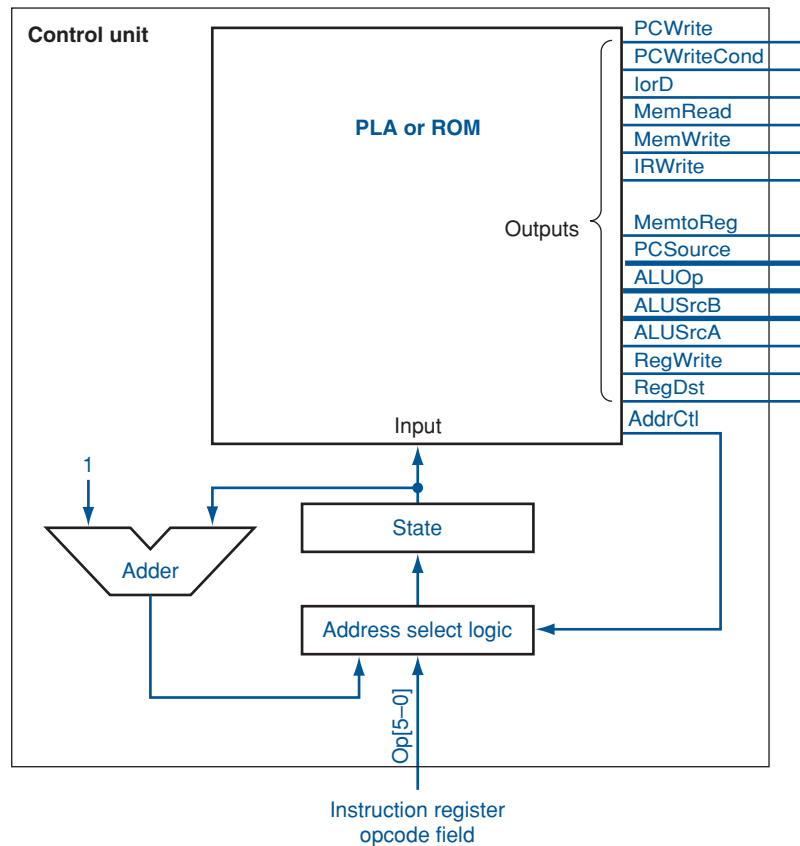 Control unit
PLA or ROM
Outputs
Input
PCWrite
PCWriteCond
IorD
MemRead
MemWrite
IRWrite
MemtoReg
PCSource
ALUOp
ALUSrcB
ALUSrcA
RegWrite
RegDst
AddrCtl
1
State
Adder
Address select logic
Op[5–0]
Instruction register
opcode field